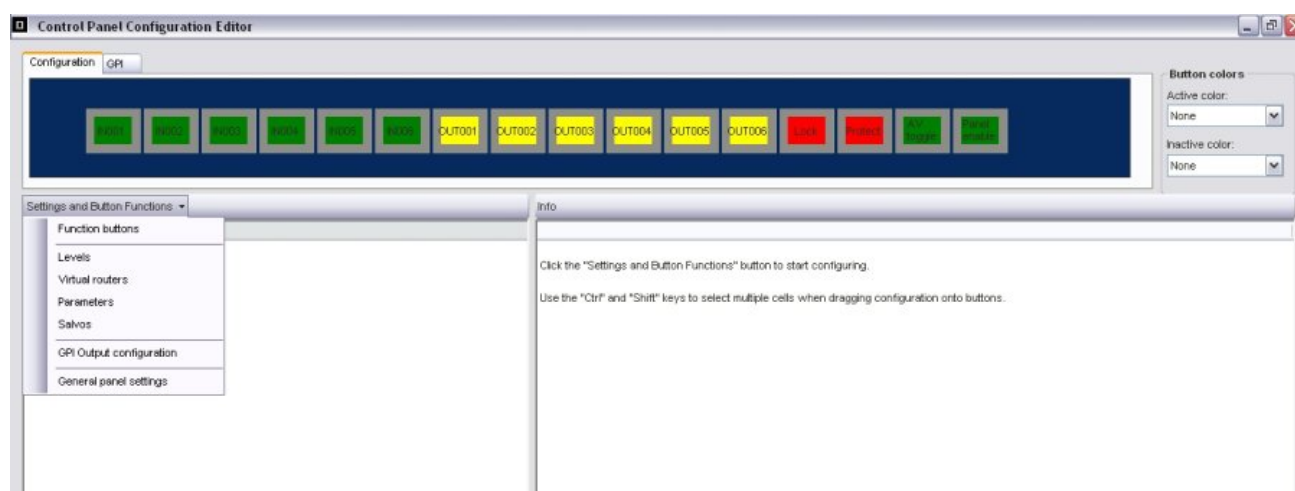 Control Panel Configuration Editor
Configuration GPI
Button colors
Active color:
None
Inactive color:
None
IN001 IN002 IN003 IN004 IN005 IN006 OUT001 OUT002 OUT003 OUT004 OUT005 OUT006 Lock Protect AV toggle Panel enable
Settings and Button Functions
Info
Function buttons
Levels
Virtual routers
Parameters
Salvos
GPI Output configuration
General panel settings
Click the "Settings and Button Functions" button to start configuring.
Use the "Ctrl" and "Shift" keys to select multiple cells when dragging configuration onto buttons.